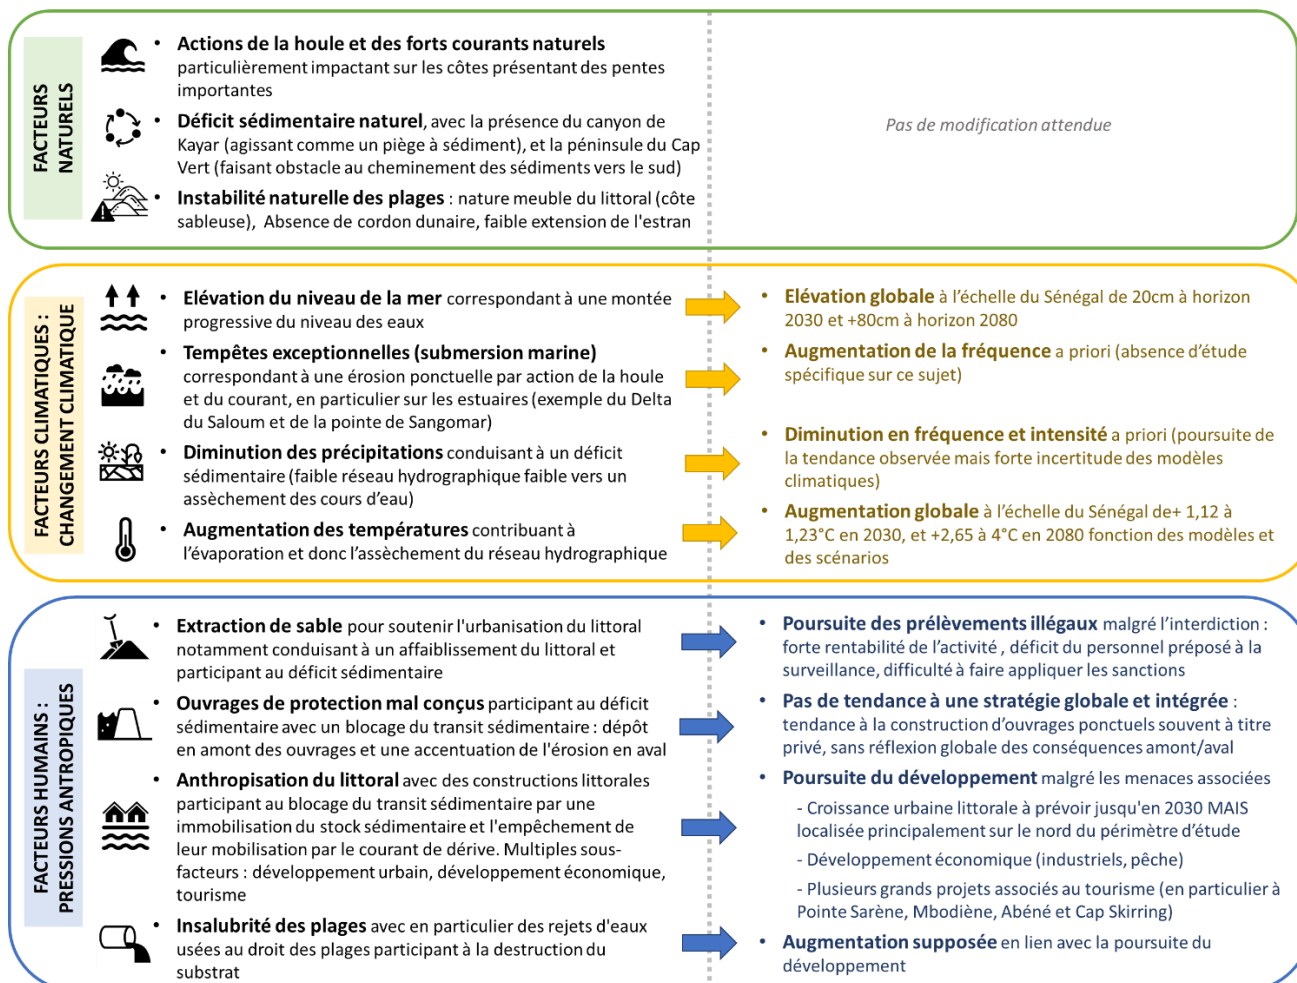 FACTEURS
NATURELS
• Actions de la houle et des forts courants naturels
particulièrement impactant sur les côtes présentant des pentes
importantes
• Déficit sédimentaire naturel, avec la présence du canyon de
Kayar (agissant comme un piège à sédiment), et la péninsule du Cap
Vert (faisant obstacle au cheminement des sédiments vers le sud)
• Instabilité naturelle des plages : nature meuble du littoral (côte
sableuse), Absence de cordon dunaire, faible extension de l'estran
Pas de modification attendue
FACTEURS CLIMATIQUES :
CHANGEMENT CLIMATIQUE
• Elévation du niveau de la mer correspondant à une montée
progressive du niveau des eaux
• Tempêtes exceptionnelles (submersion marine)
correspondant à une érosion ponctuelle par action de la houle
et du courant, en particulier sur les estuaires (exemple du Delta
du Saloum et de la pointe de Sangomar)
• Diminution des précipitations conduisant à un déficit
sédimentaire (faible réseau hydrographique faible vers un
assèchement des cours d'eau)
• Augmentation des températures contribuant à
l'évaporation et donc l'assèchement du réseau hydrographique
• Elévation globale à l'échelle du Sénégal de 20cm à horizon
2030 et +80cm à horizon 2080
• Augmentation de la fréquence a priori (absence d'étude
spécifique sur ce sujet)
• Diminution en fréquence et intensité a priori (poursuite de
la tendance observée mais forte incertitude des modèles
climatiques)
• Augmentation globale à l'échelle du Sénégal de+ 1,12 à
1,23°C en 2030, et +2,65 à 4°C en 2080 fonction des modèles et
des scénarios
FACTEURS HUMAINS :
PRESSIONS ANTROPIQUES
• Extraction de sable pour soutenir l'urbanisation du littoral
notamment conduisant à un affaiblissement du littoral et
participant au déficit sédimentaire
• Ouvrages de protection mal conçus participant au déficit
sédimentaire avec un blocage du transit sédimentaire : dépôt
en amont des ouvrages et une accentuation de l'érosion en aval
• Anthropisation du littoral avec des constructions littorales
participant au blocage du transit sédimentaire par une
immobilisation du stock sédimentaire et l'empêchement de
leur mobilisation par le courant de dérive. Multiples sous-
facteurs : développement urbain, développement économique,
tourisme
• Insalubrité des plages avec en particulier des rejets d'eaux
usées au droit des plages participant à la destruction du
substrat
• Poursuite des prélèvements illégaux malgré l'interdiction :
forte rentabilité de l'activité , déficit du personnel préposé à la
surveillance, difficulté à faire appliquer les sanctions
• Pas de tendance à une stratégie globale et intégrée :
tendance à la construction d'ouvrages ponctuels souvent à titre
privé, sans réflexion globale des conséquences amont/aval
• Poursuite du développement malgré les menaces associées
- Croissance urbaine littorale à prévoir jusqu'en 2030 MAIS
localisée principalement sur le nord du périmètre d'étude
- Développement économique (industriels, pêche)
- Plusieurs grands projets associés au tourisme (en particulier à
Pointe Sarène, Mbodiène, Abéné et Cap Skirring)
• Augmentation supposée en lien avec la poursuite du
développement